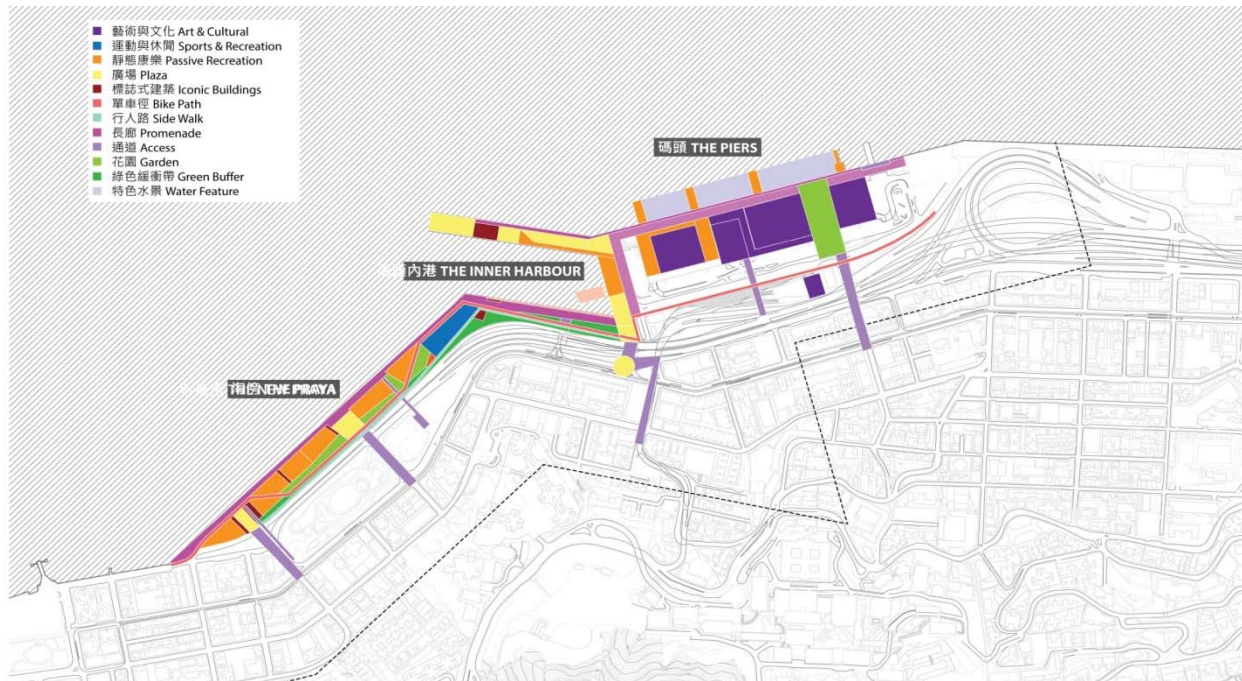 藝術與文化 Art & Cultural
運動與休閒 Sports & Recreation
靜態康樂 Passive Recreation
廣場 Plaza
標誌式建築 Iconic Buildings
單車徑 Bike Path
行人路 Side Walk
長廊 Promenade
通道 Access
花園 Garden
綠色緩衝帶 Green Buffer
特色水景 Water Feature
碼頭 THE PIERS
內港 THE INNER HARBOUR
THE NEW PRAYA